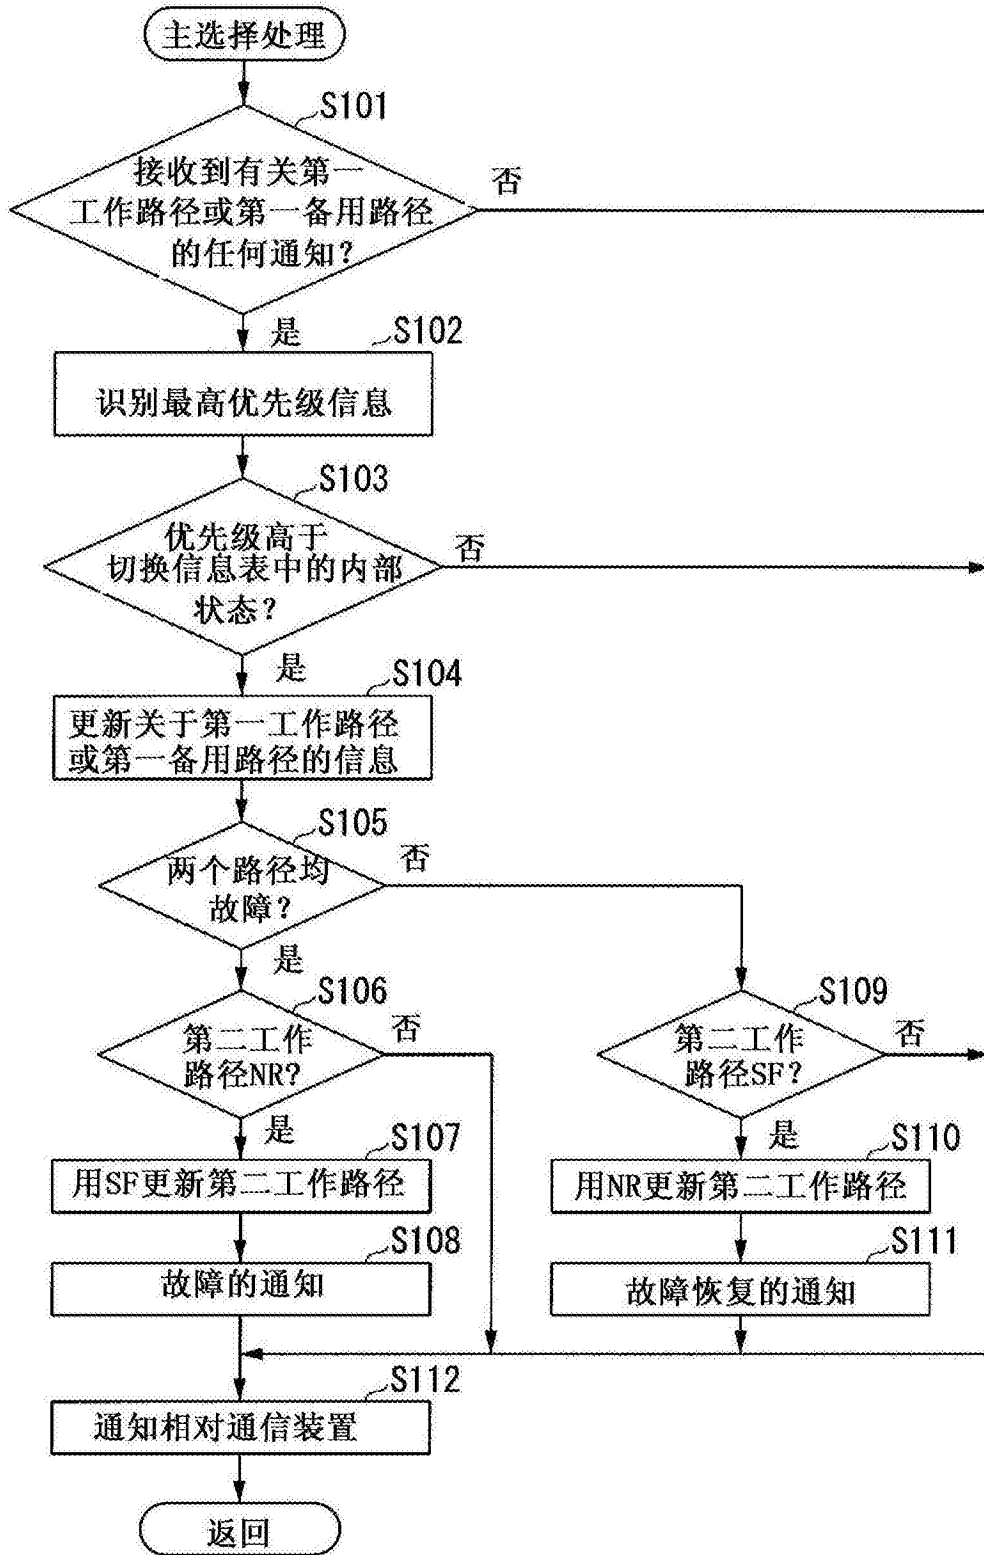 主选择处理
S101
接收到有关第一
工作路径或第一备用路径
的任何通知？
否
是
S102
识别最高优先级信息
S103
优先级高于
切换信息表中的内部
状态？
否
是
S104
更新关于第一工作路径
或第一备用路径的信息
S105
两个路径均
故障？
否
是
S106
第二工作
路径NR？
否
是
S109
第二工作
路径SF？
否
是
S107
用SF更新第二工作路径
S110
用NR更新第二工作路径
S108
故障的通知
S111
故障恢复的通知
S112
通知相对通信装置
返回